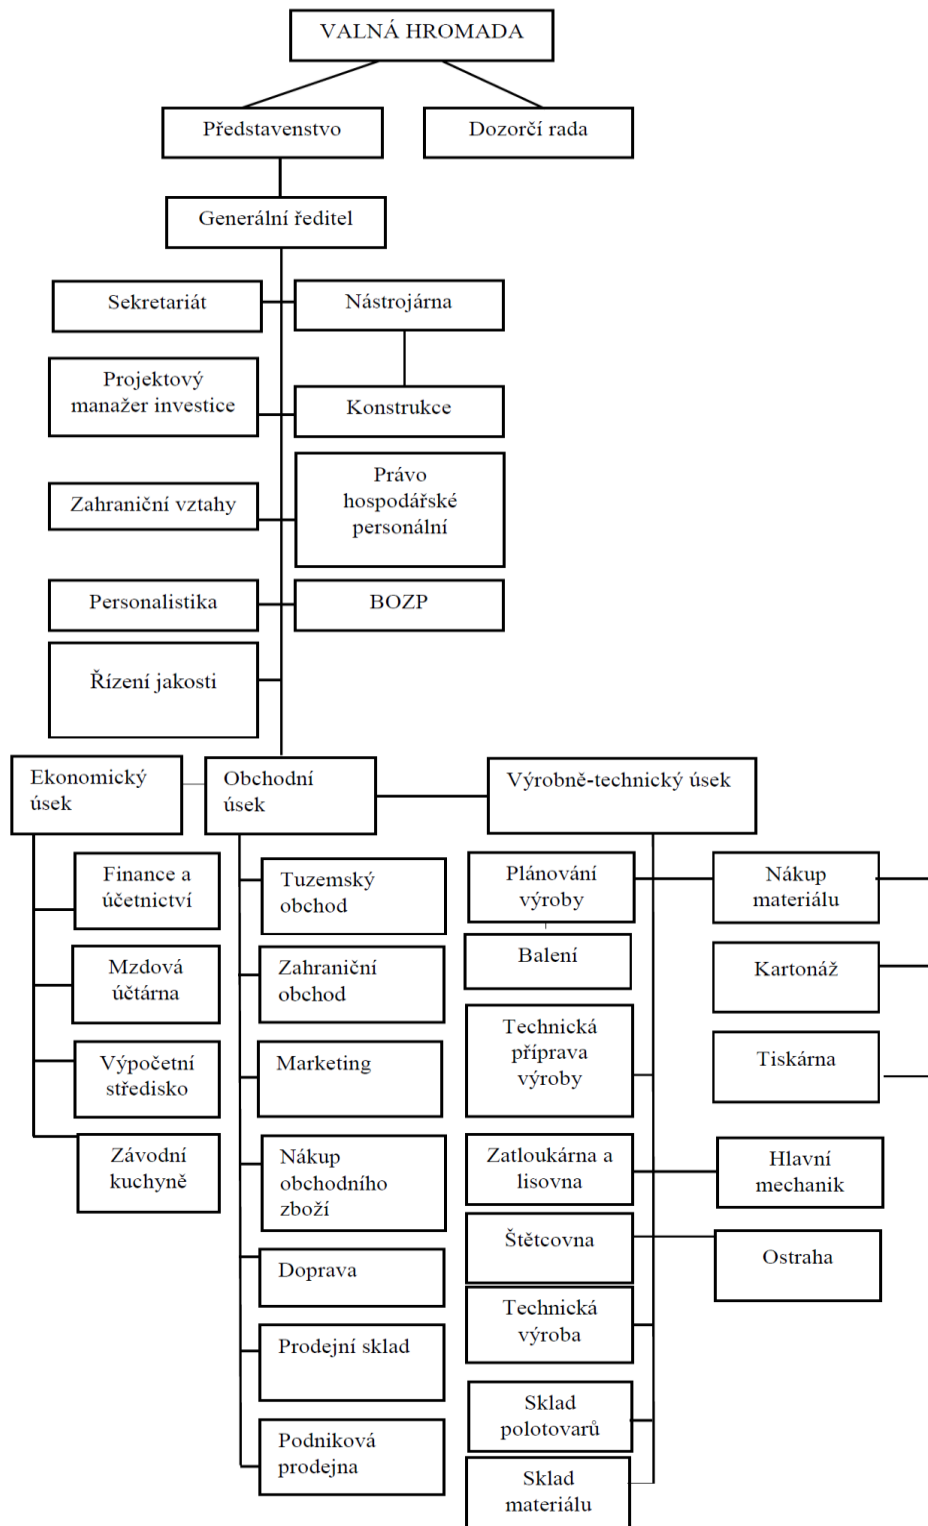 VALNÁ HROMADA
Představenstvo
Dozorčí rada
Generální ředitel
Sekretariát
Nástrojárna
Projektový
manažer investice
Konstrukce
Zahraniční vztahy
Právo
hospodářské
personální
Personalistika
BOZP
Řízení jakosti
Ekonomický
úsek
Obchodní
úsek
Výrobně-technický úsek
Finance a
účetnictví
Mzdová
účtárna
Výpočetní
středisko
Závodní
kuchyně
Tuzemský
obchod
Zahraniční
obchod
Marketing
Nákup
obchodního
zboží
Doprava
Prodejní sklad
Podniková
prodejna
Plánování
výroby
Balení
Technická
příprava
výroby
Zatloukárna a
lisovna
Štětcovna
Technická
výroba
Sklad
polotovarů
Sklad
materiálu
Nákup
materiálu
Kartonáž
Tiskárna
Hlavní
mechanik
Ostraha